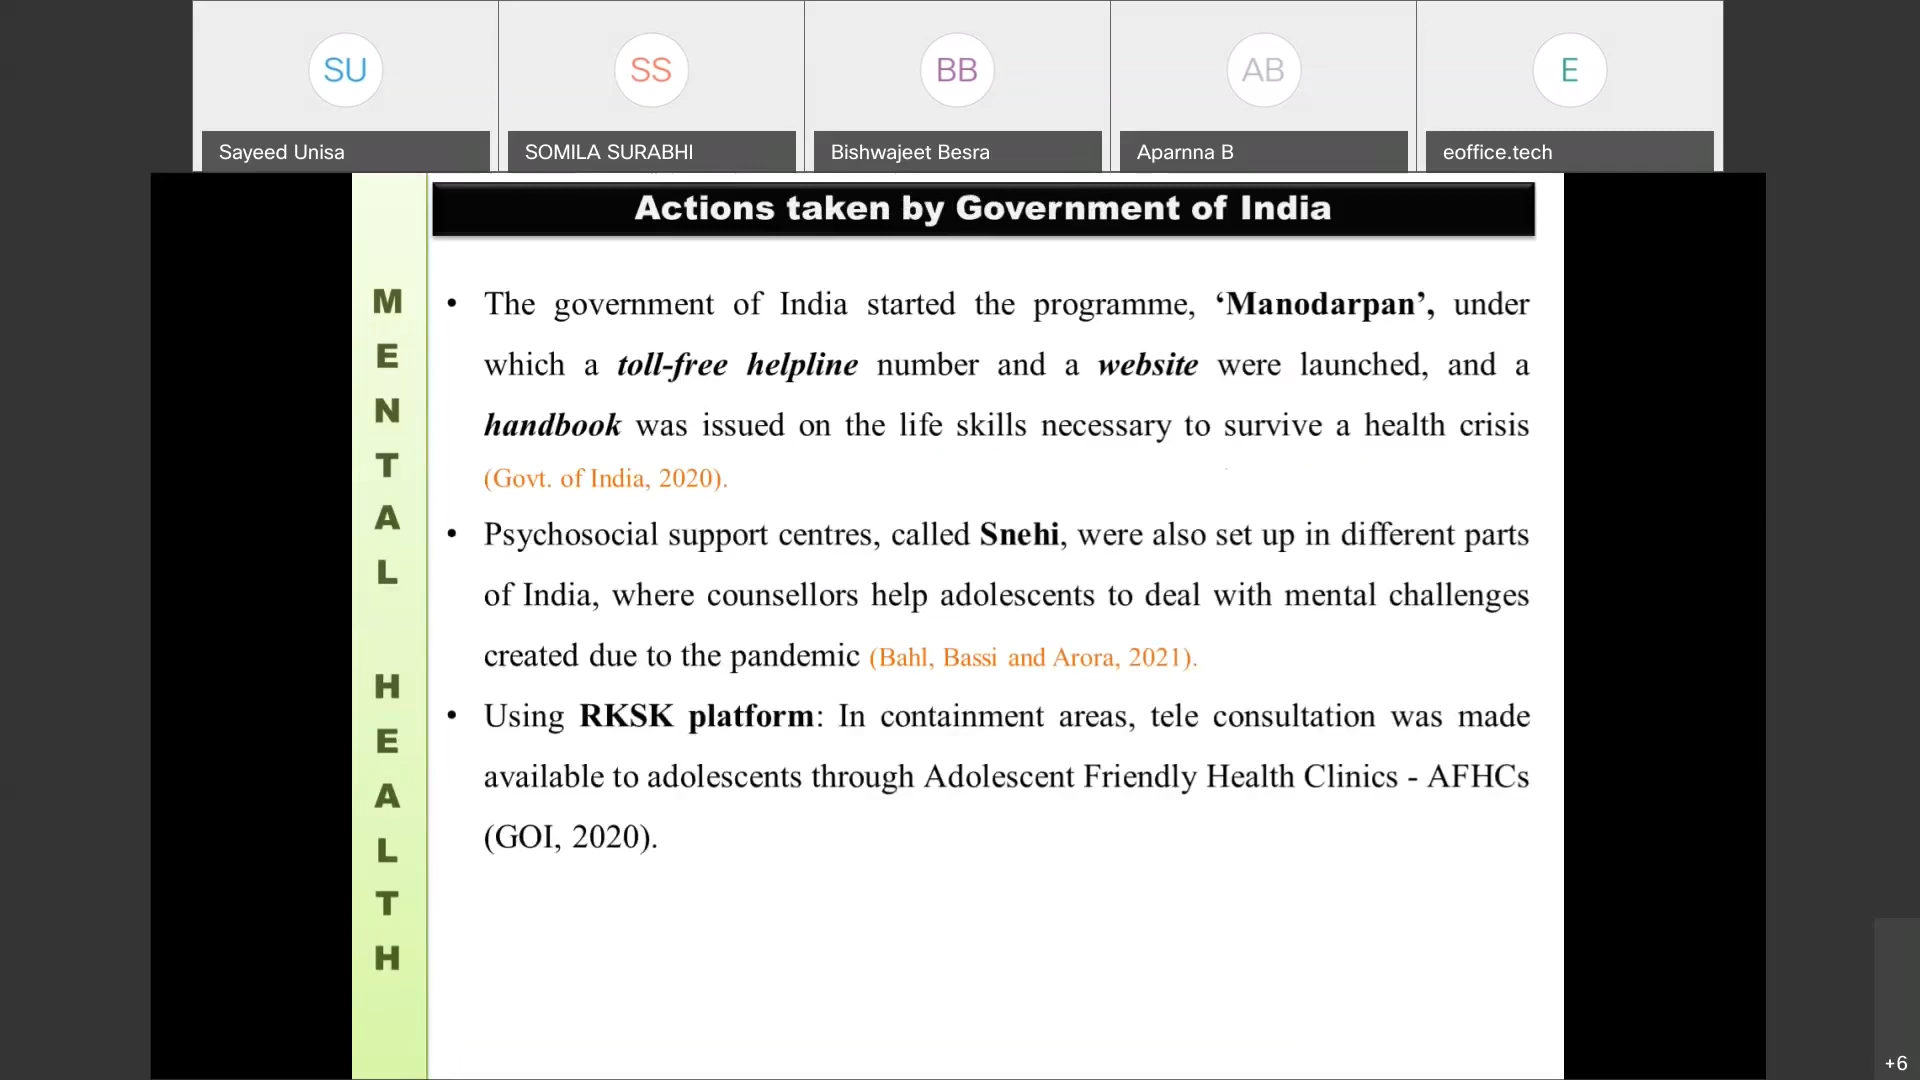 SU
SS
BB
AB
E
Sayeed Unisa
SOMILA SURABHI
Bishwajeet Besra
Aparnna B
eoffice.tech
Actions taken by Government of India
M
E
N
T
A
L
H
E
A
L
T
H
• The government of India started the programme, ‘Manodarpan’, under
which a toll-free helpline number and a website were launched, and a
handbook was issued on the life skills necessary to survive a health crisis
(Govt. of India, 2020).
• Psychosocial support centres, called Snehi, were also set up in different parts
of India, where counsellors help adolescents to deal with mental challenges
created due to the pandemic (Bahl, Bassi and Arora, 2021).
• Using RKSK platform: In containment areas, tele consultation was made
available to adolescents through Adolescent Friendly Health Clinics - AFHCs
(GOI, 2020).
+6